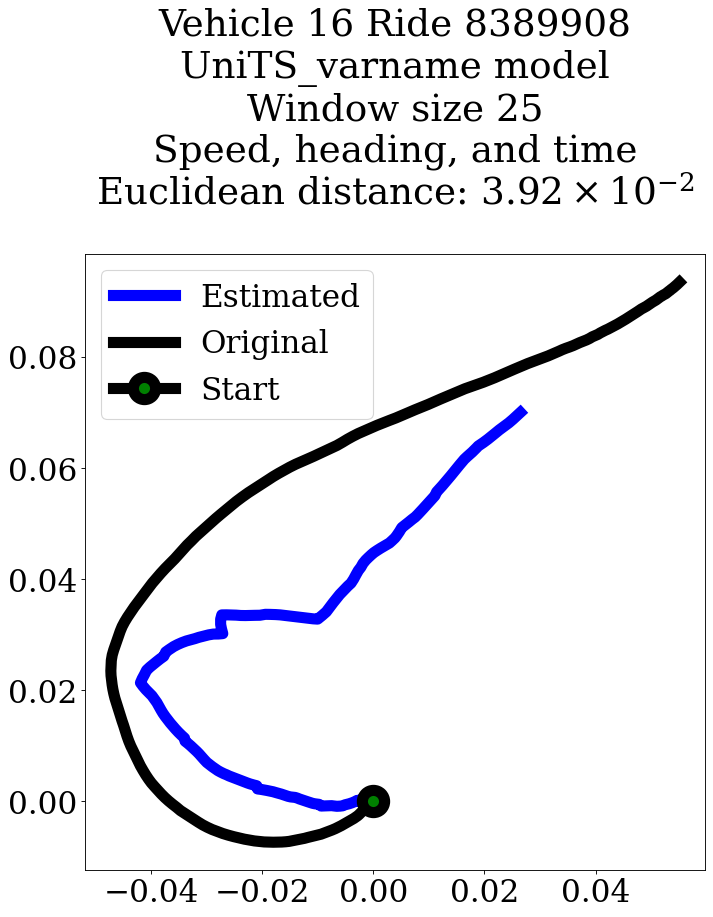 Vehicle 16 Ride 8389908
UniTS_varname model
Window size 25
Speed, heading, and time
Euclidean distance: 3.92 × 10⁻²
Estimated
Original
Start
0.08
0.06
0.04
0.02
0.00
−0.04 −0.02 0.00 0.02 0.04